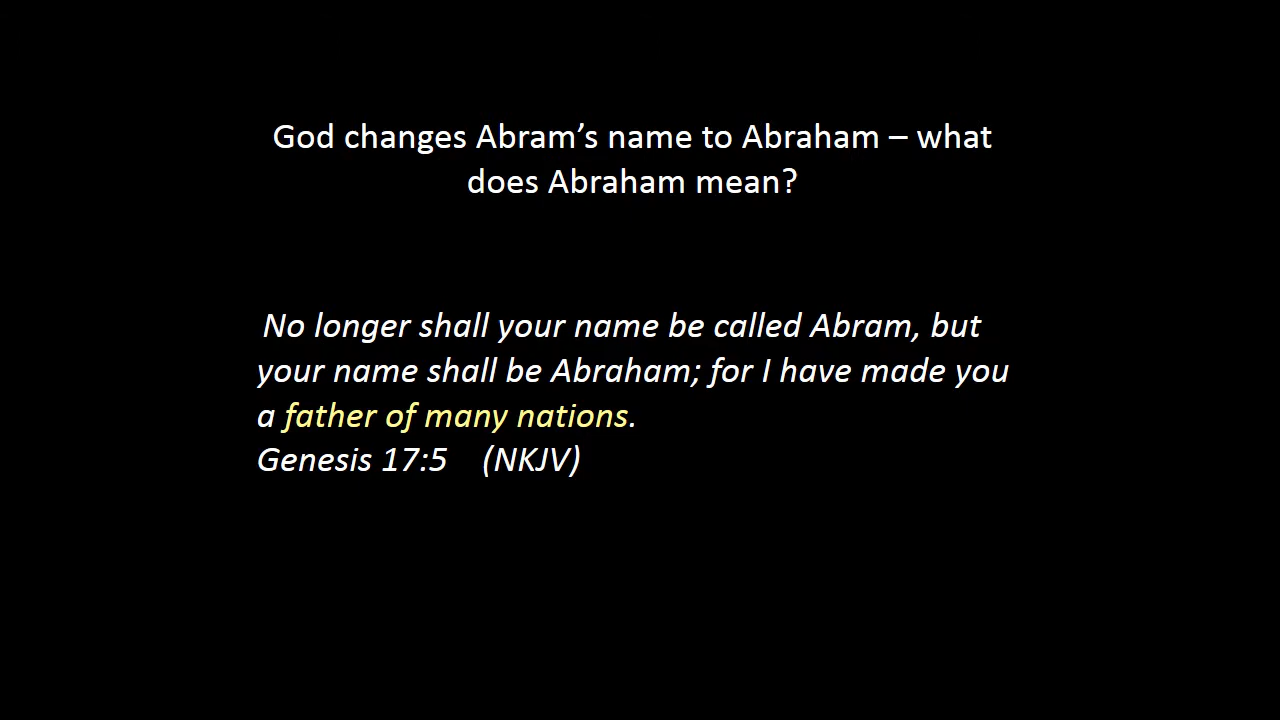 God changes Abram’s name to Abraham – what
does Abraham mean?
No longer shall your name be called Abram, but
your name shall be Abraham; for I have made you
a father of many nations.
Genesis 17:5 (NKJV)